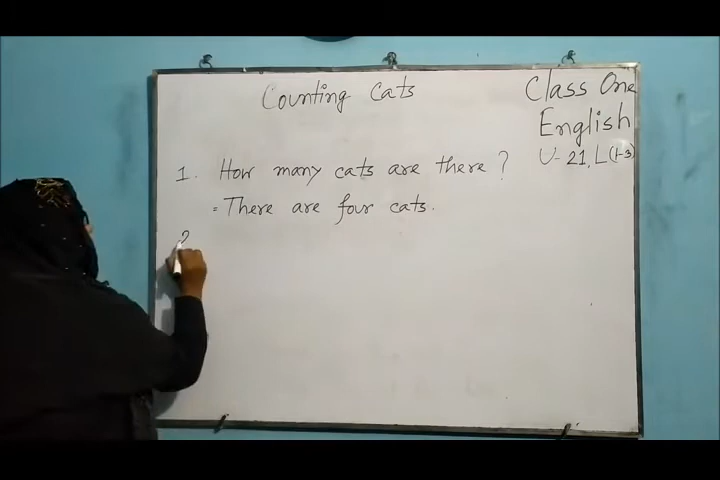 Counting Cats
Class One
English
U-21, L(1-3)
1. How many cats are there?
= There are four cats.
2